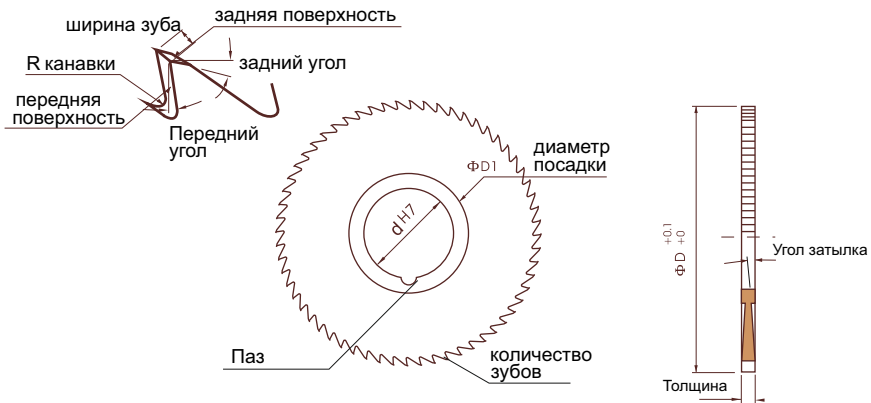 задняя поверхность
ширина зуба
задний угол
R канавки
передняя
поверхность
Передний
угол
диаметр
посадки
ΦD1
d H7
ΦD +0.1 +0
Угол затылка
Паз
количество
зубов
Толщина